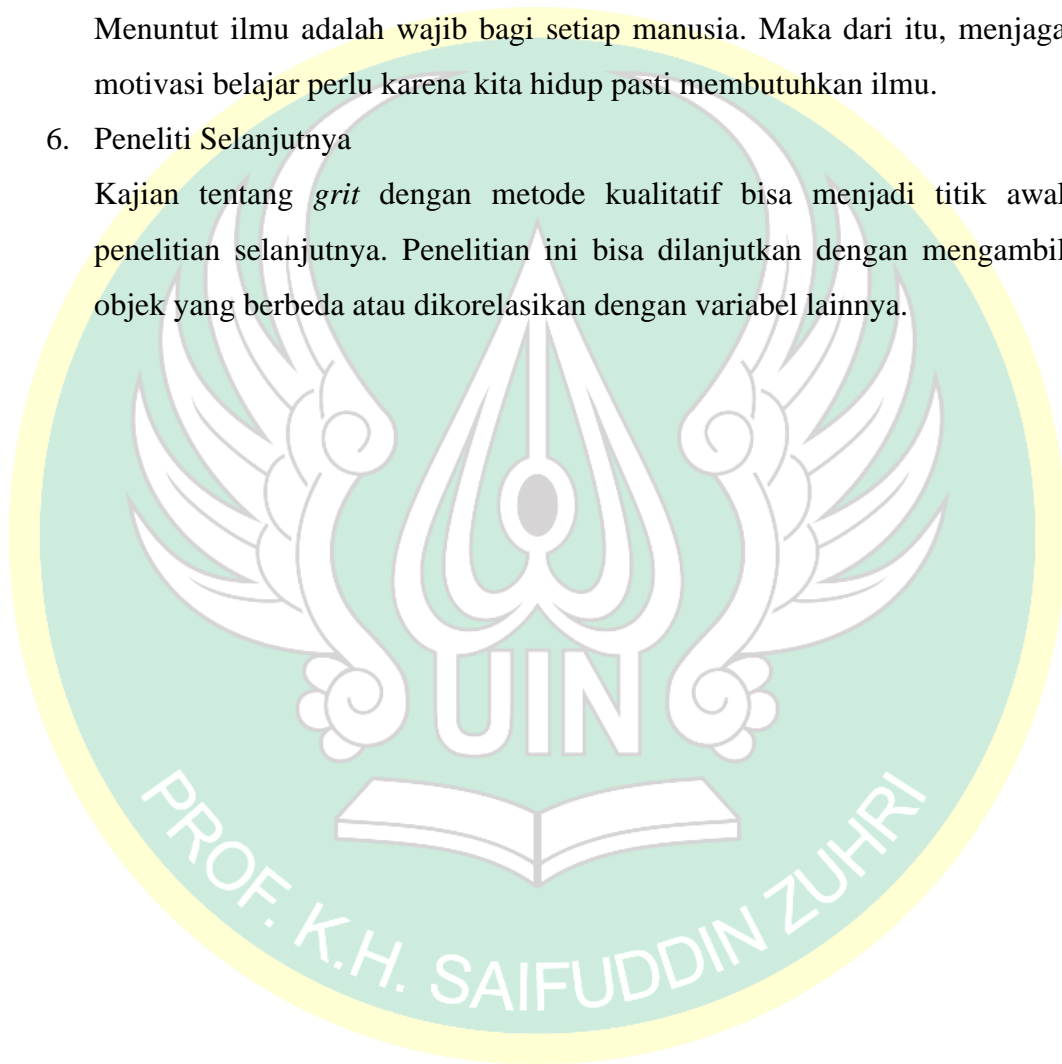 Menuntut ilmu adalah wajib bagi setiap manusia. Maka dari itu, menjaga
motivasi belajar perlu karena kita hidup pasti membutuhkan ilmu.
6. Peneliti Selanjutnya
Kajian tentang grit dengan metode kualitatif bisa menjadi titik awal
penelitian selanjutnya. Penelitian ini bisa dilanjutkan dengan mengambil
objek yang berbeda atau dikorelasikan dengan variabel lainnya.
UIN
PROF. K.H. SAIFUDDIN ZUHRI